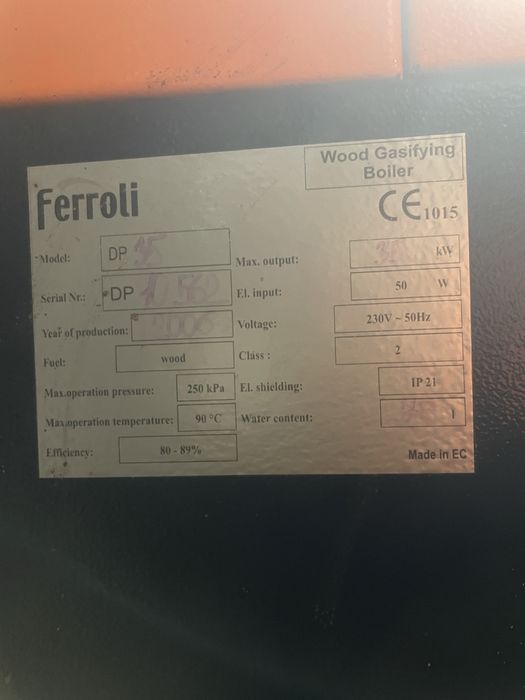 Wood Gasifying
Boiler
Ferroli
CE 1015
Model: DP 35
Max. output: kW
Serial Nr.: DP
El. input: 50 W
Year of production: 2006
Voltage: 230V ~ 50Hz
Fuel: wood
Class : 2
Max.operation pressure: 250 kPa
El. shielding: IP 21
Max.operation temperature: 90 °C
Water content: l
Efficiency: 80 - 89%
Made in EC